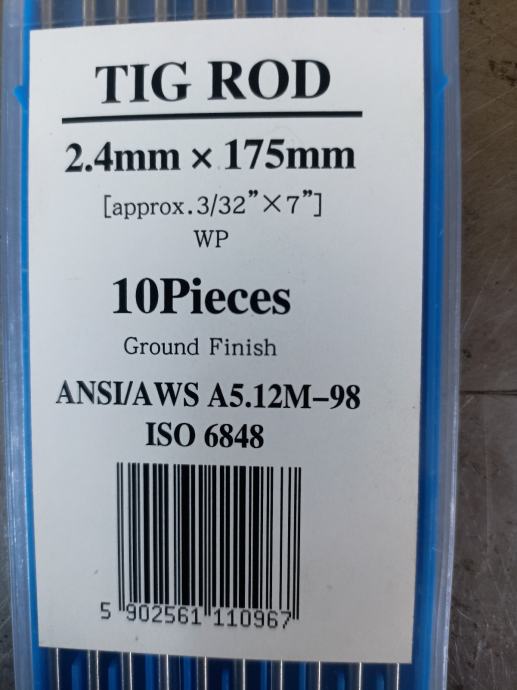 TIG ROD
2.4mm × 175mm
[approx.3/32”×7”]
WP
10Pieces
Ground Finish
ANSI/AWS A5.12M–98
ISO 6848
5 902561 110967